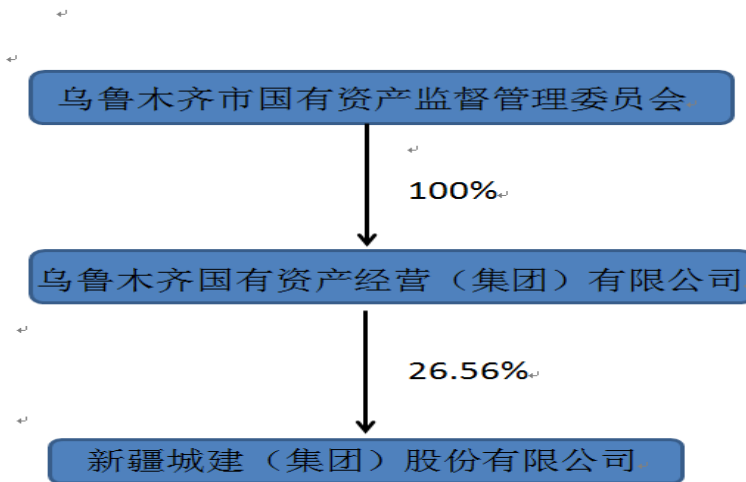 乌鲁木齐市国有资产监督管理委员会
100%
乌鲁木齐国有资产经营（集团）有限公司
26.56%
新疆城建（集团）股份有限公司